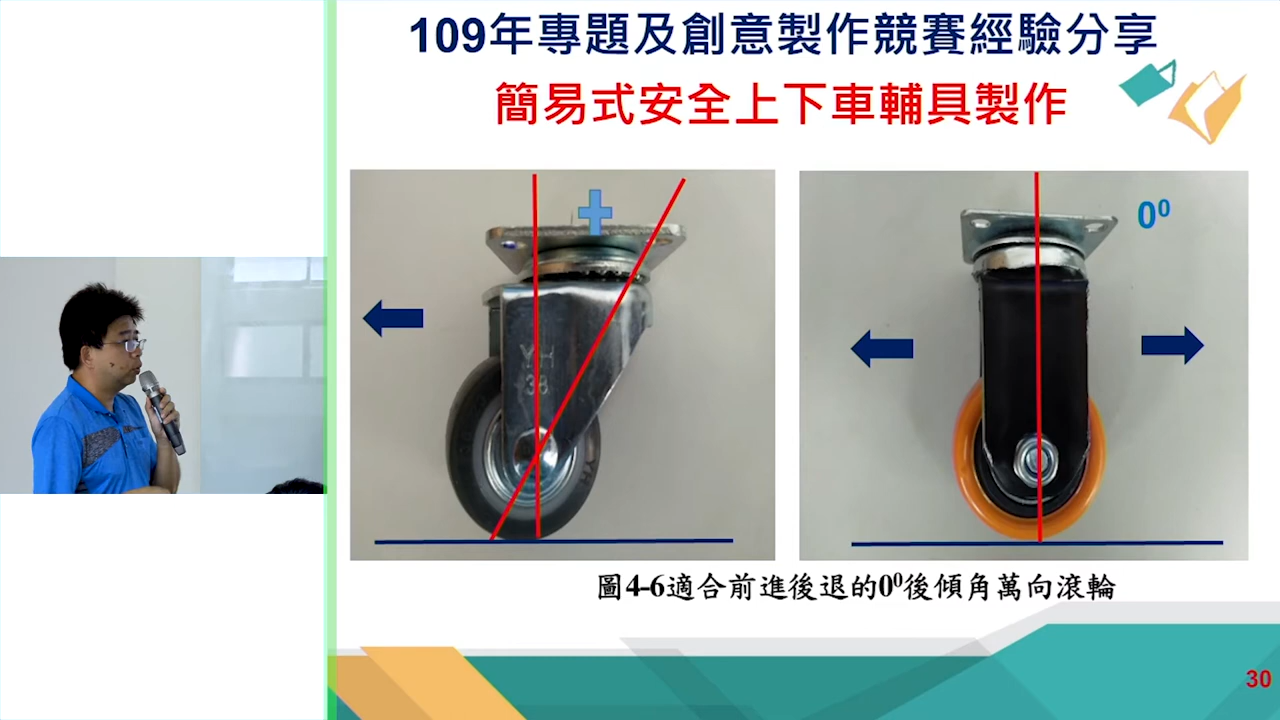 109年專題及創意製作競賽經驗分享
簡易式安全上下車輔具製作
0⁰
YH
38
圖4-6適合前進後退的0⁰後傾角萬向滾輪
30